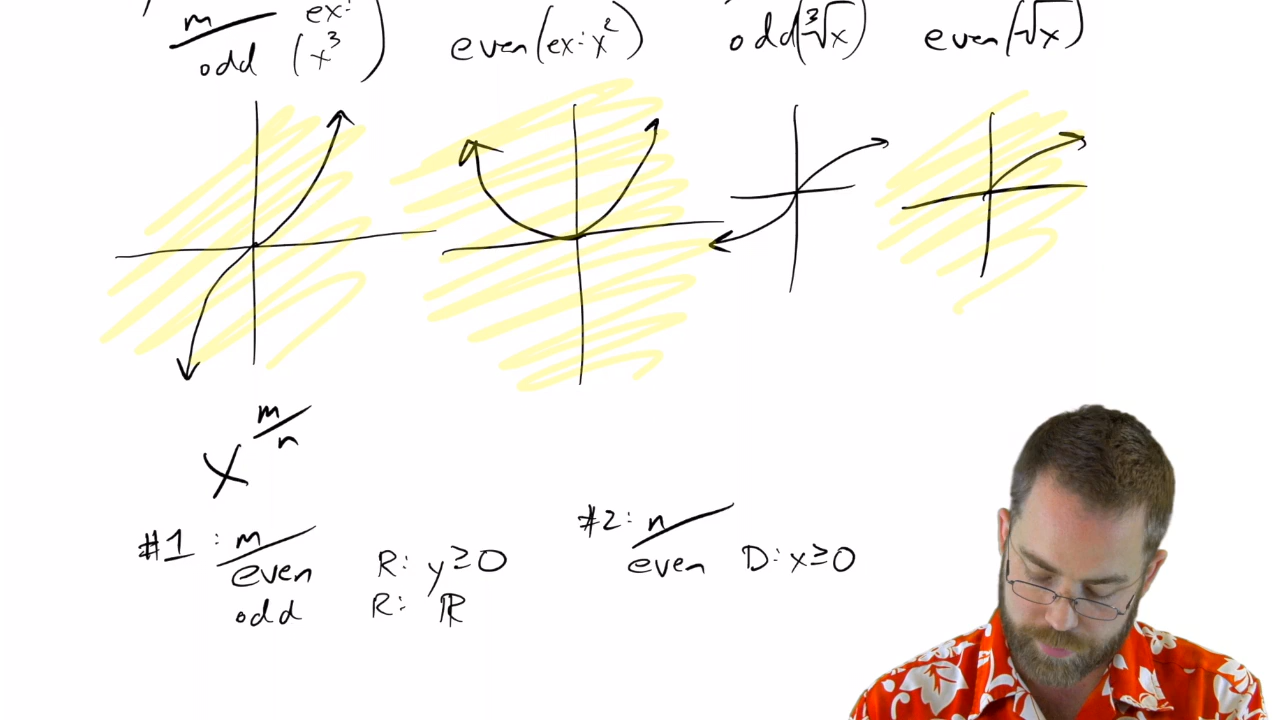 m ex:
odd (x³)
even (ex: x²)
odd (∛x)
even (√x)
x^(m/n)
#1: m
even R: y≥0
odd R: ℝ
#2: n
even D: x≥0